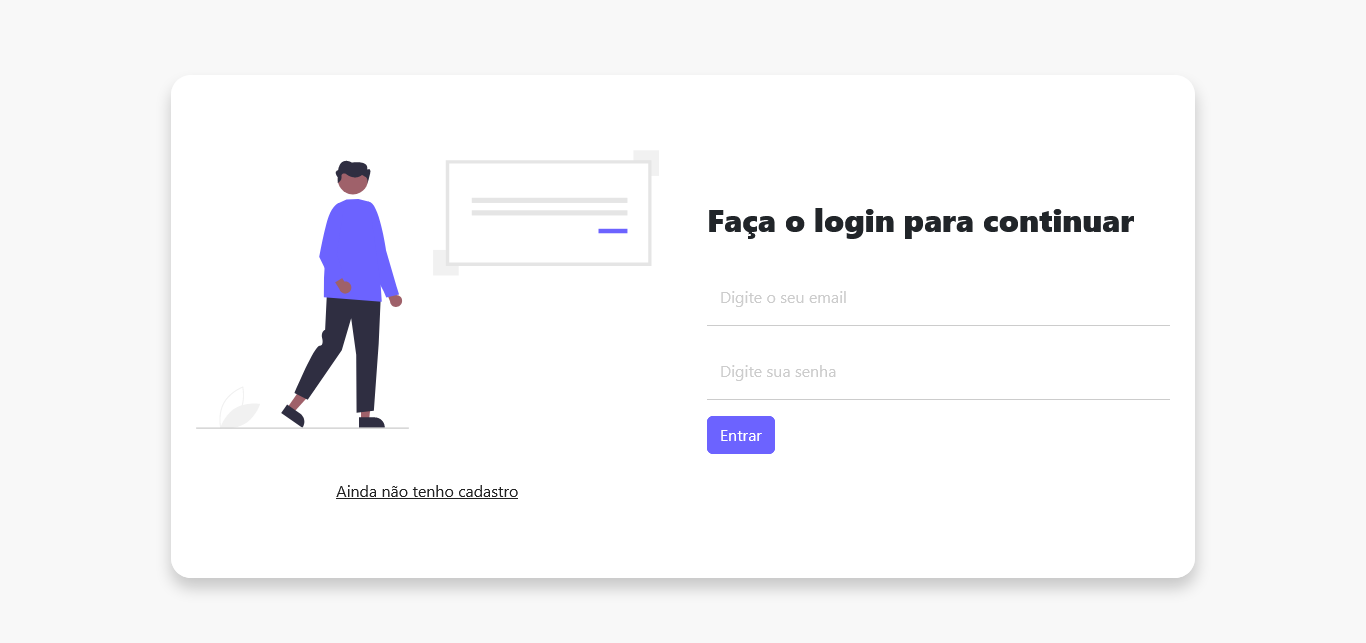 Faça o login para continuar
Digite o seu email
Digite sua senha
Entrar
Ainda não tenho cadastro